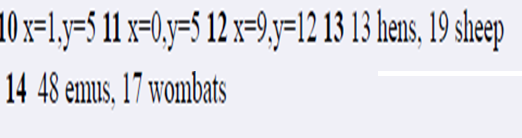 10 x=1,y=5 11 x=0,y=5 12 x=9,y=12 13 13 hens, 19 sheep
14 48 emus, 17 wombats